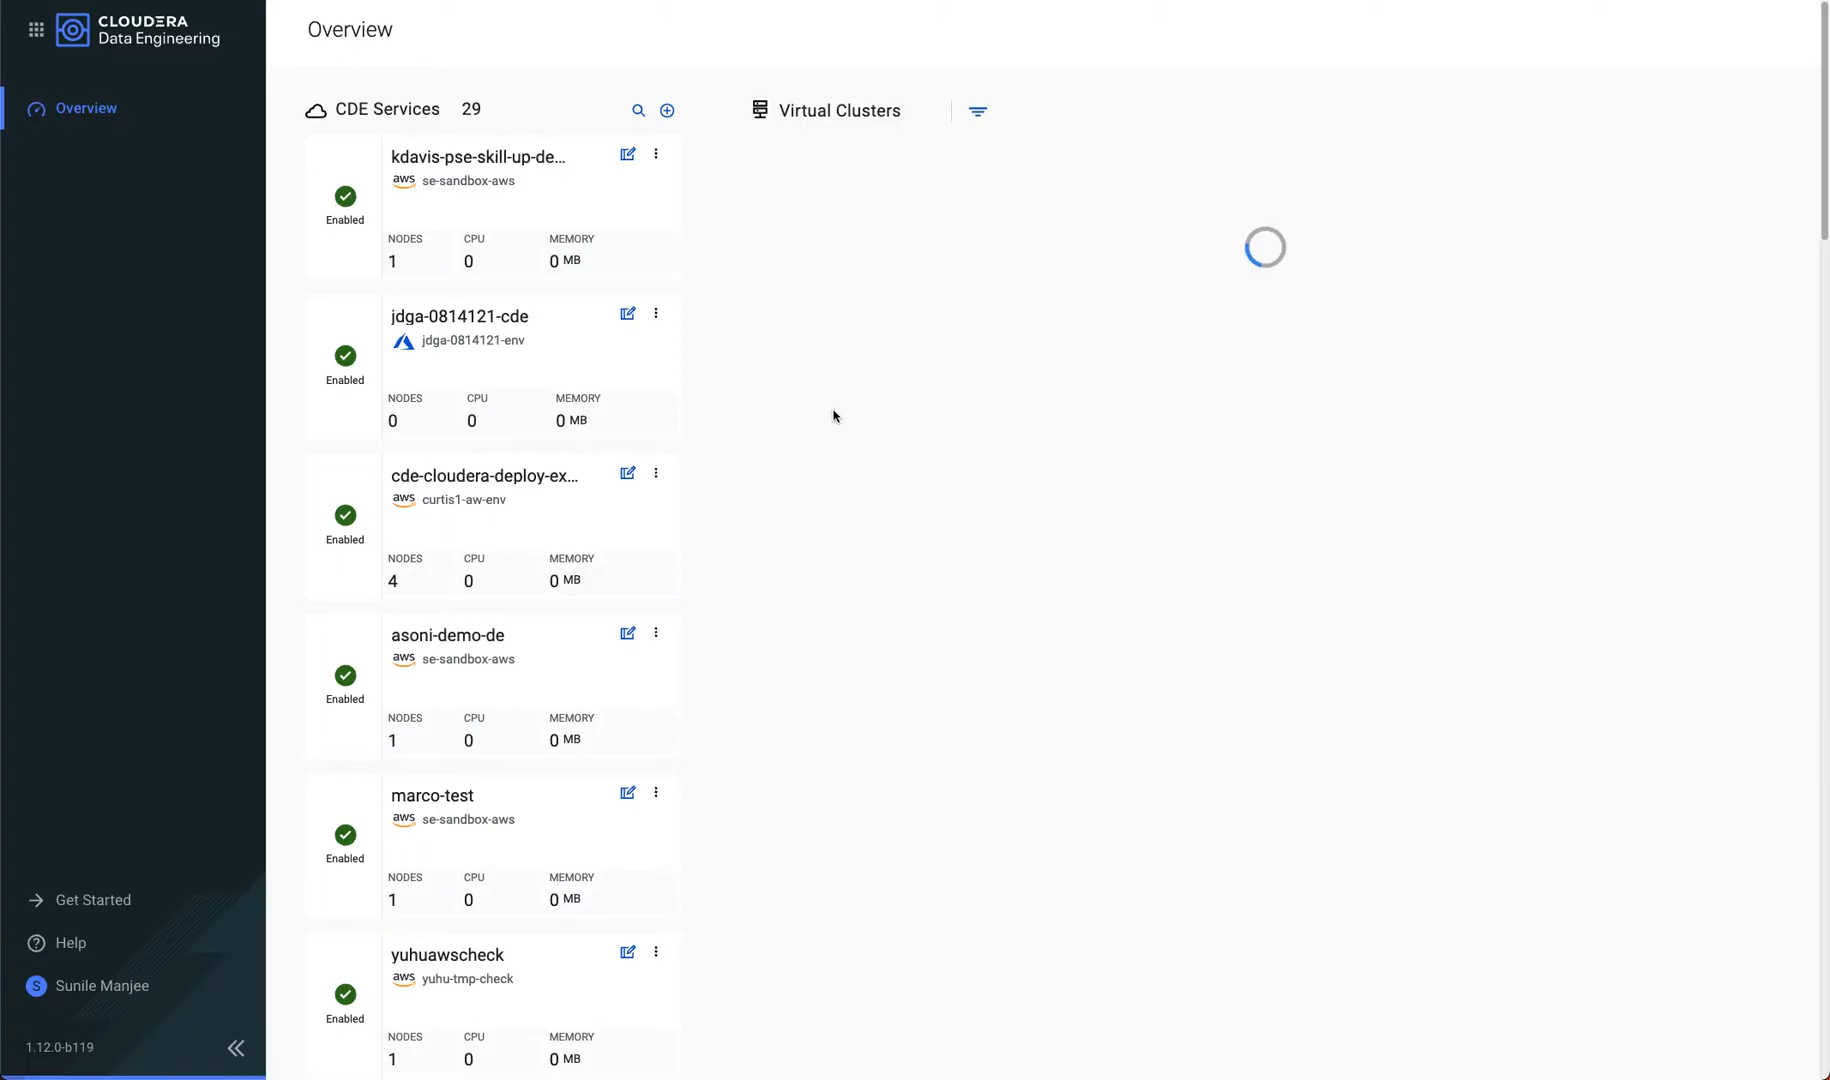 CLOUDERA
Data Engineering
Overview
Get Started
Help
S Sunile Manjee
1.12.0-b119
Overview
CDE Services 29
kdavis-pse-skill-up-de...
aws se-sandbox-aws
Enabled
NODES CPU MEMORY
1 0 0 MB
jdga-0814121-cde
jdga-0814121-env
Enabled
NODES CPU MEMORY
0 0 0 MB
cde-cloudera-deploy-ex...
aws curtis1-aw-env
Enabled
NODES CPU MEMORY
4 0 0 MB
asoni-demo-de
aws se-sandbox-aws
Enabled
NODES CPU MEMORY
1 0 0 MB
marco-test
aws se-sandbox-aws
Enabled
NODES CPU MEMORY
1 0 0 MB
yuhuawscheck
aws yuhu-tmp-check
Enabled
NODES CPU MEMORY
1 0 0 MB
Virtual Clusters